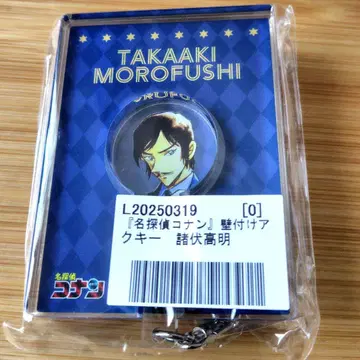 TAKAAKI
MOROFUSHI
L20250319 [0]
『名探偵コナン』壁付けア
クキー 諸伏高明
名探偵
コナン